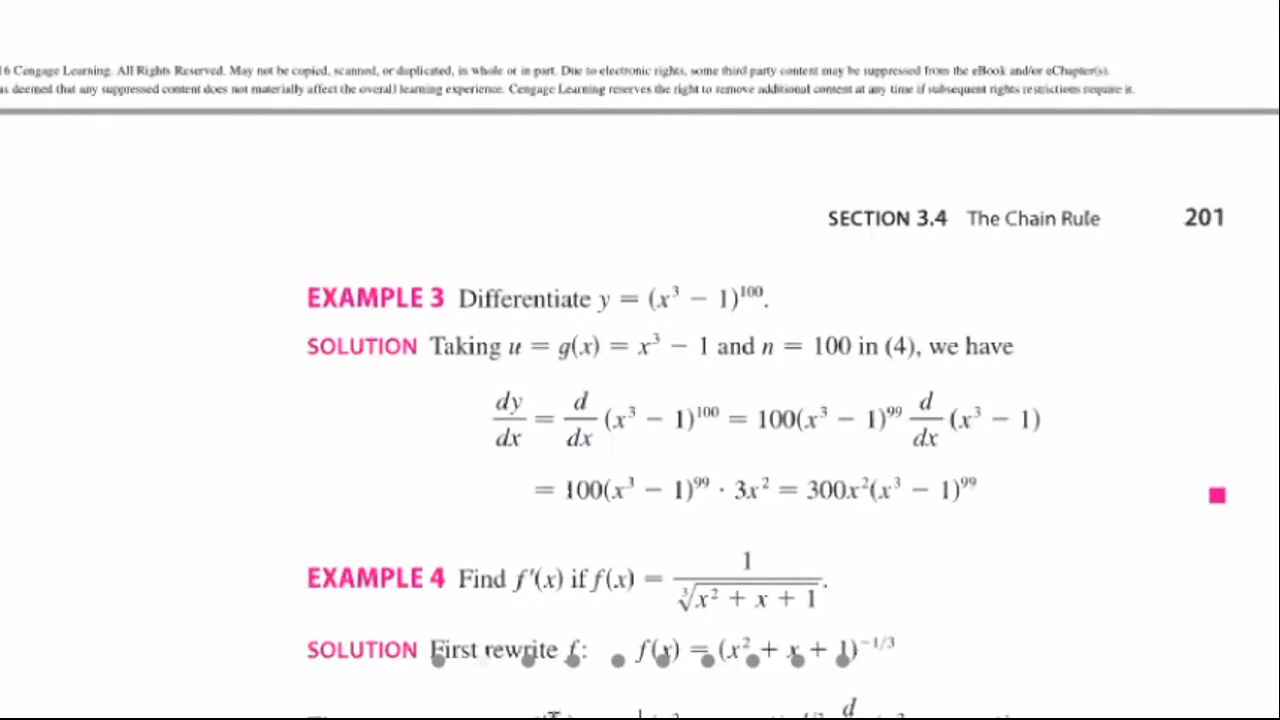 16 Cengage Learning. All Rights Reserved. May not be copied, scanned, or duplicated, in whole or in part. Due to electronic rights, some third party content may be suppressed from the eBook and/or eChapter(s).
as deemed that any suppressed content does not materially affect the overall learning experience. Cengage Learning reserves the right to remove additional content at any time if subsequent rights restrictions require it.
SECTION 3.4 The Chain Rule 201
EXAMPLE 3 Differentiate y = (x³ − 1)¹⁰⁰.
SOLUTION Taking u = g(x) = x³ − 1 and n = 100 in (4), we have
dy/dx = d/dx (x³ − 1)¹⁰⁰ = 100(x³ − 1)⁹⁹ d/dx (x³ − 1)
= 100(x³ − 1)⁹⁹ · 3x² = 300x²(x³ − 1)⁹⁹
EXAMPLE 4 Find f′(x) if f(x) = 1/∛(x² + x + 1).
SOLUTION First rewrite f: f(x) = (x² + x + 1)⁻¹/³